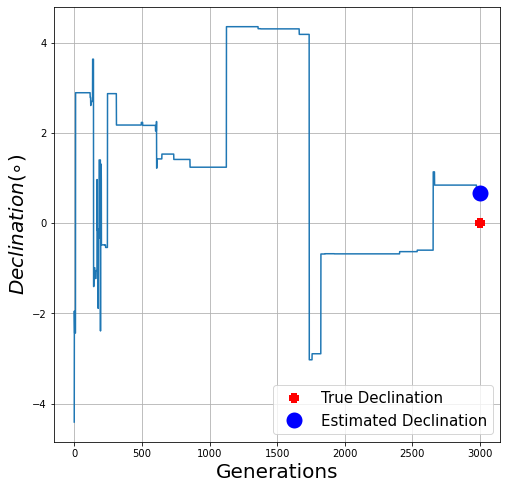 4
2
0
−2
−4
Declination(∘)
True Declination
Estimated Declination
0 500 1000 1500 2000 2500 3000
Generations